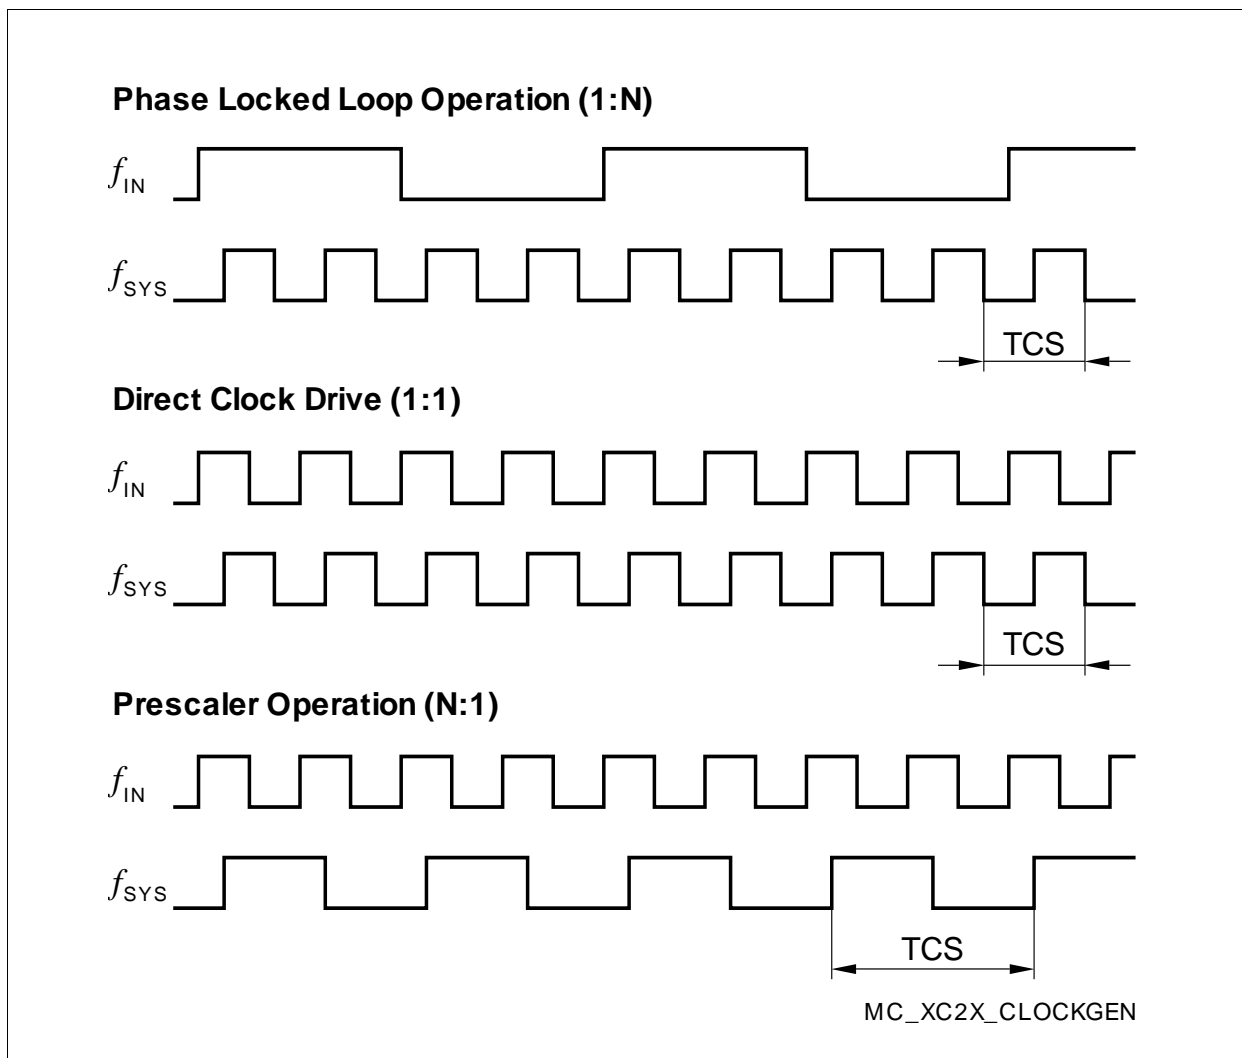 Phase Locked Loop Operation (1:N)
fIN
fSYS
TCS
Direct Clock Drive (1:1)
fIN
fSYS
TCS
Prescaler Operation (N:1)
fIN
fSYS
TCS
MC_XC2X_CLOCKGEN